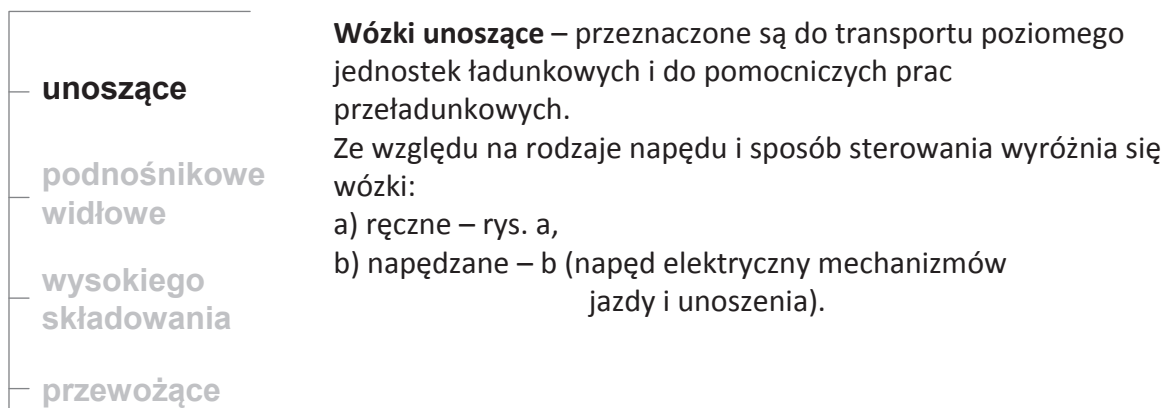 unoszące
podnośnikowe
widłowe
wysokiego
składowania
przewożące
Wózki unoszące – przeznaczone są do transportu poziomego
jednostek ładunkowych i do pomocniczych prac
przeładunkowych.
Ze względu na rodzaje napędu i sposób sterowania wyróżnia się
wózki:
a) ręczne – rys. a,
b) napędzane – b (napęd elektryczny mechanizmów
jazdy i unoszenia).